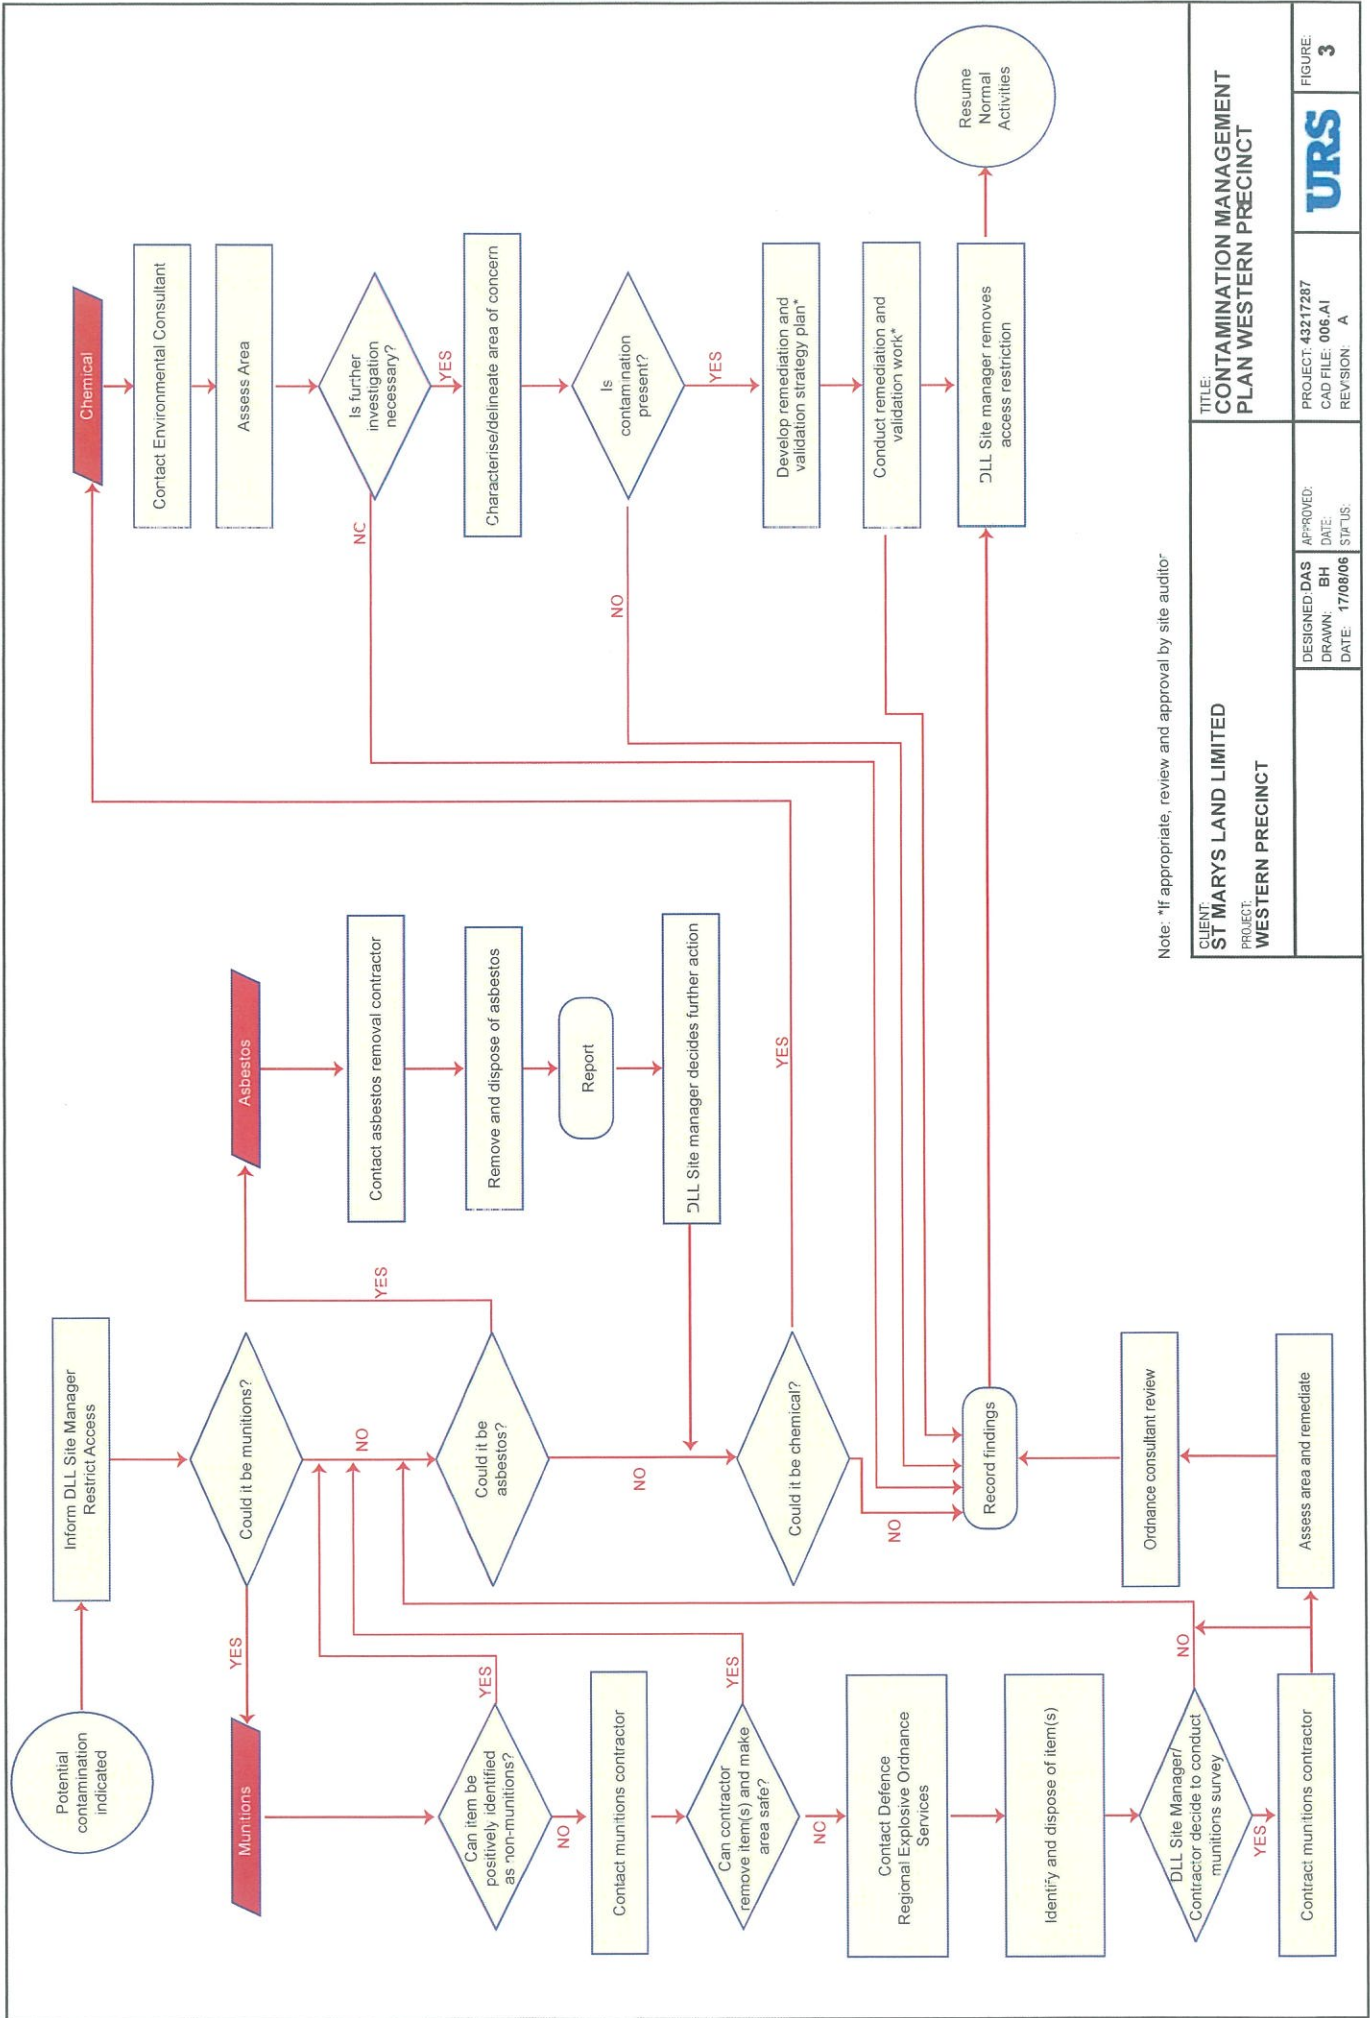 Potential
contamination
indicated
Inform DLL Site Manager
Restrict Access
Could it be munitions?
YES
NO
Munitions
Can item be
positively identified
as non-munitions?
YES
NO
Contact munitions contractor
Can contractor
remove item(s) and make
area safe?
YES
NC
Contact Defence
Regional Explosive Ordnance
Services
Identify and dispose of item(s)
DLL Site Manager/
Contractor decide to conduct
munitions survey
NO
YES
Contract munitions contractor
Assess area and remediate
Ordnance consultant review
Record findings
Could it be
asbestos?
YES
NO
Asbestos
Contact asbestos removal contractor
Remove and dispose of asbestos
Report
DLL Site manager decides further action
Could it be chemical?
YES
NO
Chemical
Contact Environmental Consultant
Assess Area
Is further
investigation
necessary?
NC
YES
Characterise/delineate area of concern
Is
contamination
present?
NO
YES
Develop remediation and
validation strategy plan*
Conduct remediation and
validation work*
DLL Site manager removes
access restriction
Resume
Normal
Activities
Note: *If appropriate, review and approval by site auditor
CLIENT:
ST MARYS LAND LIMITED
PROJECT:
WESTERN PRECINCT
TITLE:
CONTAMINATION MANAGEMENT
PLAN WESTERN PRECINCT
DESIGNED: DAS
DRAWN: BH
DATE: 17/08/06
APPROVED:
DATE:
STATUS:
PROJECT: 43217287
CAD FILE: 006.AI
REVISION: A
URS
FIGURE:
3